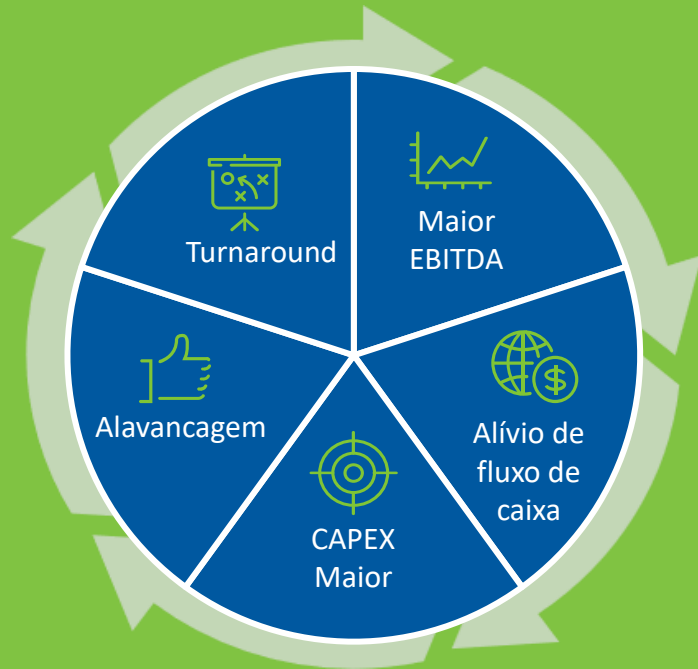 Turnaround
Maior
EBITDA
Alívio de
fluxo de
caixa
CAPEX
Maior
Alavancagem